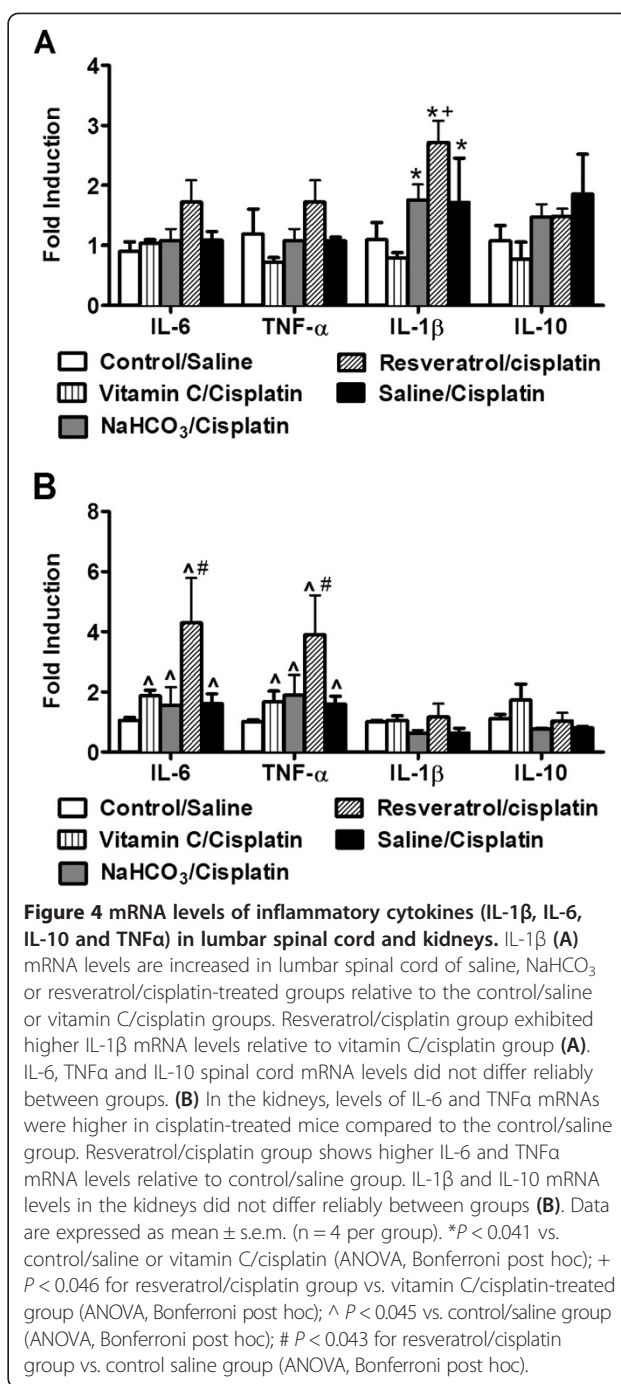 A
4
3
2
1
0
Fold Induction
* *+ *
IL-6 TNF-α IL-1β IL-10
Control/Saline Resveratrol/cisplatin
Vitamin C/Cisplatin Saline/Cisplatin
NaHCO₃/Cisplatin
B
8
6
4
2
0
Fold Induction
^ ^ ^# ^ ^ ^ ^# ^
IL-6 TNF-α IL-1β IL-10
Control/Saline Resveratrol/cisplatin
Vitamin C/Cisplatin Saline/Cisplatin
NaHCO₃/Cisplatin
Figure 4 mRNA levels of inflammatory cytokines (IL-1β, IL-6,
IL-10 and TNFα) in lumbar spinal cord and kidneys. IL-1β (A)
mRNA levels are increased in lumbar spinal cord of saline, NaHCO₃
or resveratrol/cisplatin-treated groups relative to the control/saline
or vitamin C/cisplatin groups. Resveratrol/cisplatin group exhibited
higher IL-1β mRNA levels relative to vitamin C/cisplatin group (A).
IL-6, TNFα and IL-10 spinal cord mRNA levels did not differ reliably
between groups. (B) In the kidneys, levels of IL-6 and TNFα mRNAs
were higher in cisplatin-treated mice compared to the control/saline
group. Resveratrol/cisplatin group shows higher IL-6 and TNFα
mRNA levels relative to control/saline group. IL-1β and IL-10 mRNA
levels in the kidneys did not differ reliably between groups (B). Data
are expressed as mean ± s.e.m. (n = 4 per group). *P < 0.041 vs.
control/saline or vitamin C/cisplatin (ANOVA, Bonferroni post hoc); +
P < 0.046 for resveratrol/cisplatin group vs. vitamin C/cisplatin-treated
group (ANOVA, Bonferroni post hoc); ^ P < 0.045 vs. control/saline group
(ANOVA, Bonferroni post hoc); # P < 0.043 for resveratrol/cisplatin
group vs. control saline group (ANOVA, Bonferroni post hoc).